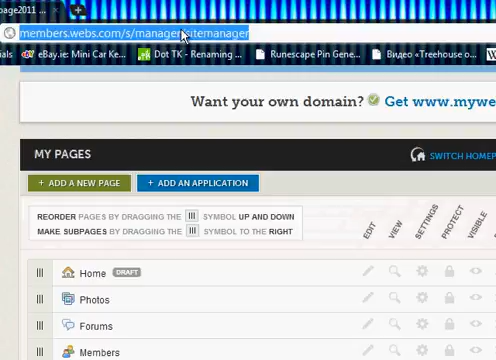 page2011 ...
members.webs.com/s/manager/sitemanager
ials eBay.ie: Mini Car Ke... Dot TK - Renaming ... Runescape Pin Gene... Видео «Treehouse o...
Want your own domain? Get www.mywe
MY PAGES SWITCH HOMEP
+ ADD A NEW PAGE + ADD AN APPLICATION
REORDER PAGES BY DRAGGING THE SYMBOL UP AND DOWN
MAKE SUBPAGES BY DRAGGING THE SYMBOL TO THE RIGHT
EDIT VIEW SETTINGS PROTECT VISIBLE
Home DRAFT
Photos
Forums
Members